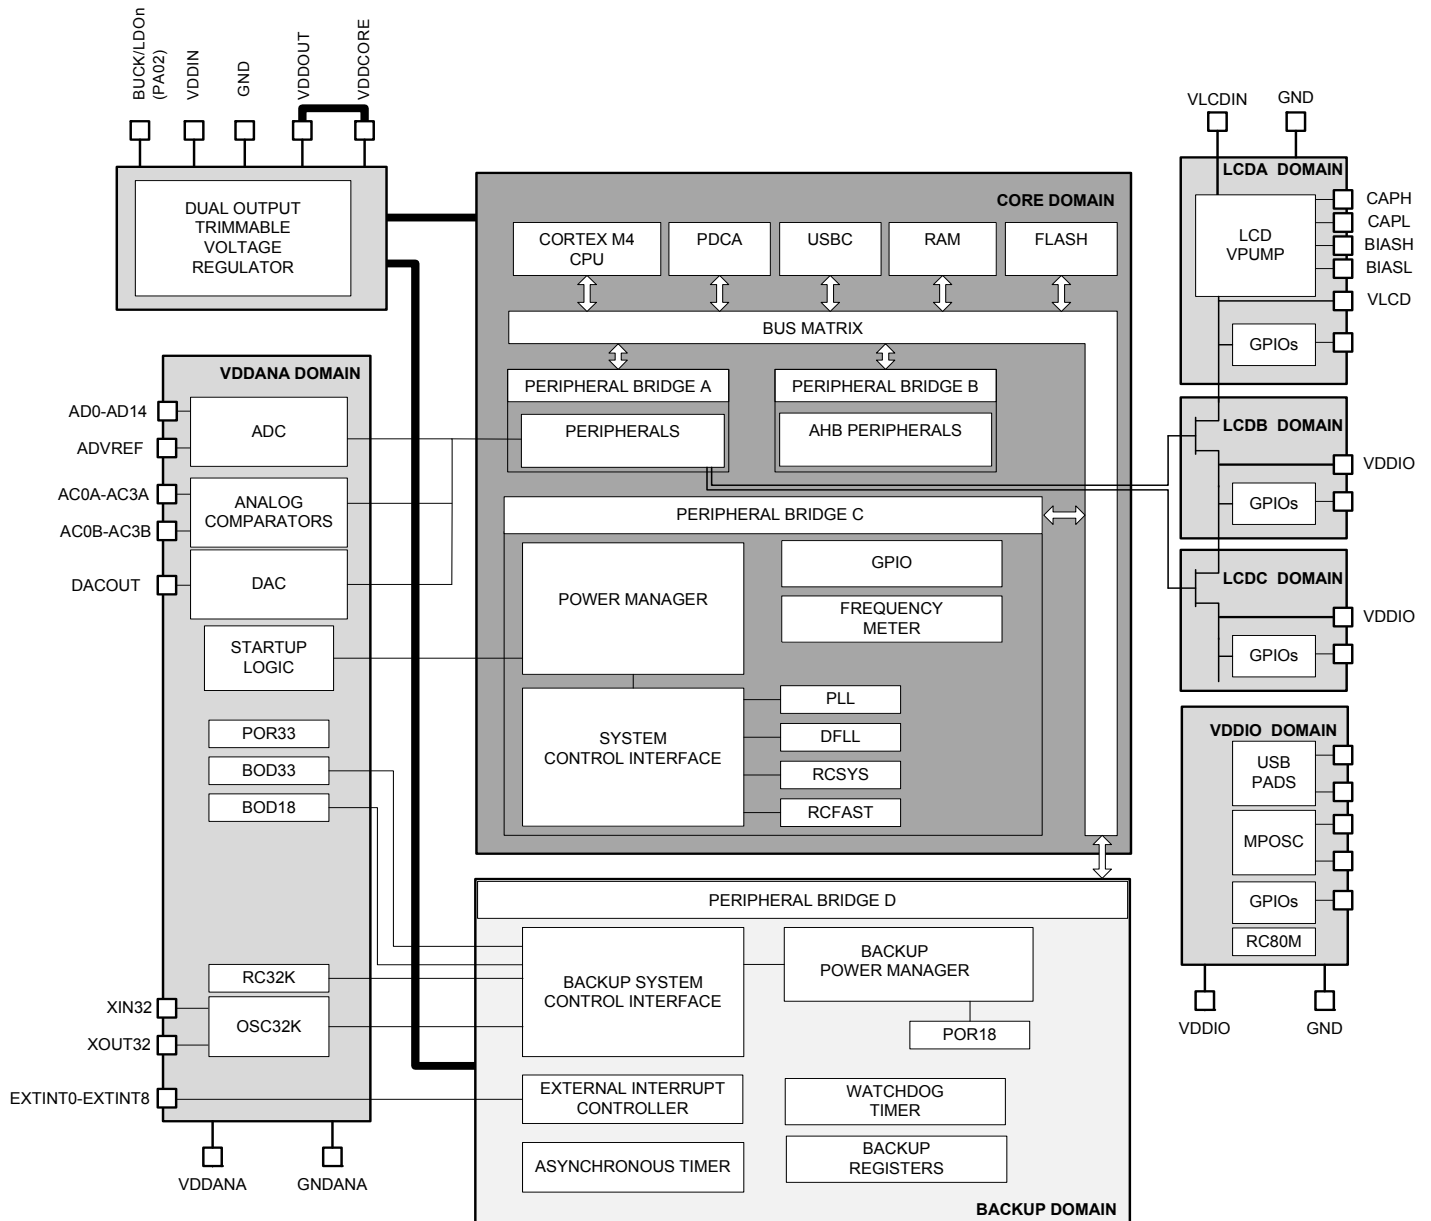 BUCK/LDOn
(PA02)
VDDIN
GND
VDDOUT
VDDCORE
DUAL OUTPUT
TRIMMABLE
VOLTAGE
REGULATOR
CORE DOMAIN
CORTEX M4
CPU
PDCA
USBC
RAM
FLASH
BUS MATRIX
PERIPHERAL BRIDGE A
PERIPHERALS
PERIPHERAL BRIDGE B
AHB PERIPHERALS
PERIPHERAL BRIDGE C
POWER MANAGER
GPIO
FREQUENCY
METER
SYSTEM
CONTROL INTERFACE
PLL
DFLL
RCSYS
RCFAST
VDDANA DOMAIN
AD0-AD14
ADVREF
ADC
AC0A-AC3A
AC0B-AC3B
ANALOG
COMPARATORS
DACOUT
DAC
STARTUP
LOGIC
POR33
BOD33
BOD18
RC32K
XIN32
XOUT32
OSC32K
EXTINT0-EXTINT8
VDDANA
GNDANA
PERIPHERAL BRIDGE D
BACKUP SYSTEM
CONTROL INTERFACE
BACKUP
POWER MANAGER
POR18
EXTERNAL INTERRUPT
CONTROLLER
WATCHDOG
TIMER
ASYNCHRONOUS TIMER
BACKUP
REGISTERS
BACKUP DOMAIN
VLCDIN
GND
LCDA DOMAIN
LCD
VPUMP
CAPH
CAPL
BIASH
BIASL
VLCD
GPIOs
LCDB DOMAIN
VDDIO
GPIOs
LCDC DOMAIN
VDDIO
GPIOs
VDDIO DOMAIN
USB
PADS
MPOSC
GPIOs
RC80M
VDDIO
GND